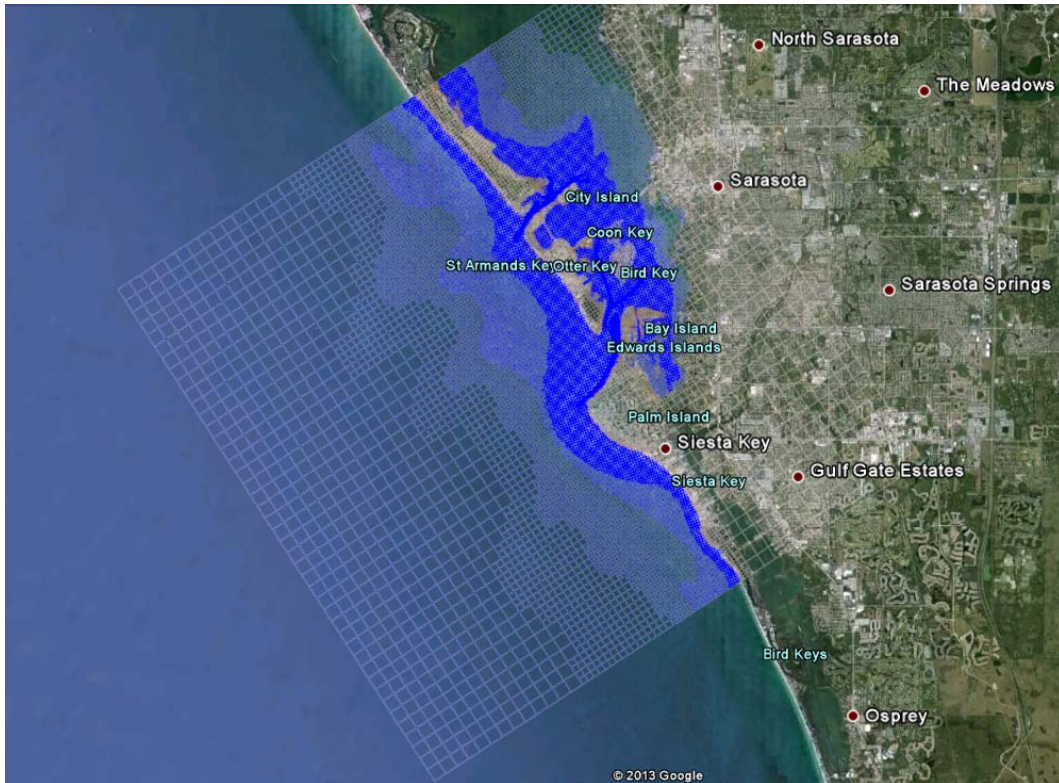 North Sarasota
The Meadows
Sarasota
City Island
Coon Key
St Armands Key
Otter Key
Bird Key
Sarasota Springs
Bay Island
Edwards Islands
Palm Island
Siesta Key
Gulf Gate Estates
Siesta Key
Bird Keys
Osprey
© 2013 Google